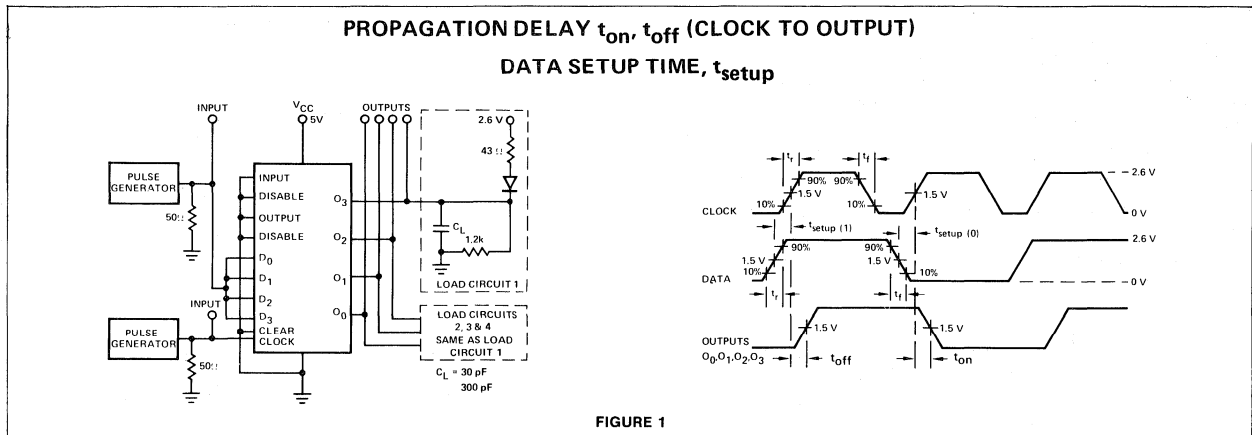 PROPAGATION DELAY ton, toff (CLOCK TO OUTPUT)
DATA SETUP TIME, tsetup
INPUT
VCC
5V
OUTPUTS
2.6 V
43 Ω
PULSE
GENERATOR
50Ω
INPUT
DISABLE
OUTPUT
DISABLE
D0
D1
D2
D3
CLEAR
CLOCK
O3
O2
O1
O0
CL
1.2k
LOAD CIRCUIT 1
INPUT
PULSE
GENERATOR
50Ω
LOAD CIRCUITS
2, 3 & 4
SAME AS LOAD
CIRCUIT 1
CL = 30 pF
300 pF
tr
tf
90%
90%
1.5 V
1.5 V
10%
10%
2.6 V
0 V
CLOCK
tsetup (1)
tsetup (0)
90%
90%
1.5 V
1.5 V
10%
10%
2.6 V
0 V
DATA
tr
tf
1.5 V
1.5 V
OUTPUTS
O0,O1,O2,O3
toff
ton
FIGURE 1